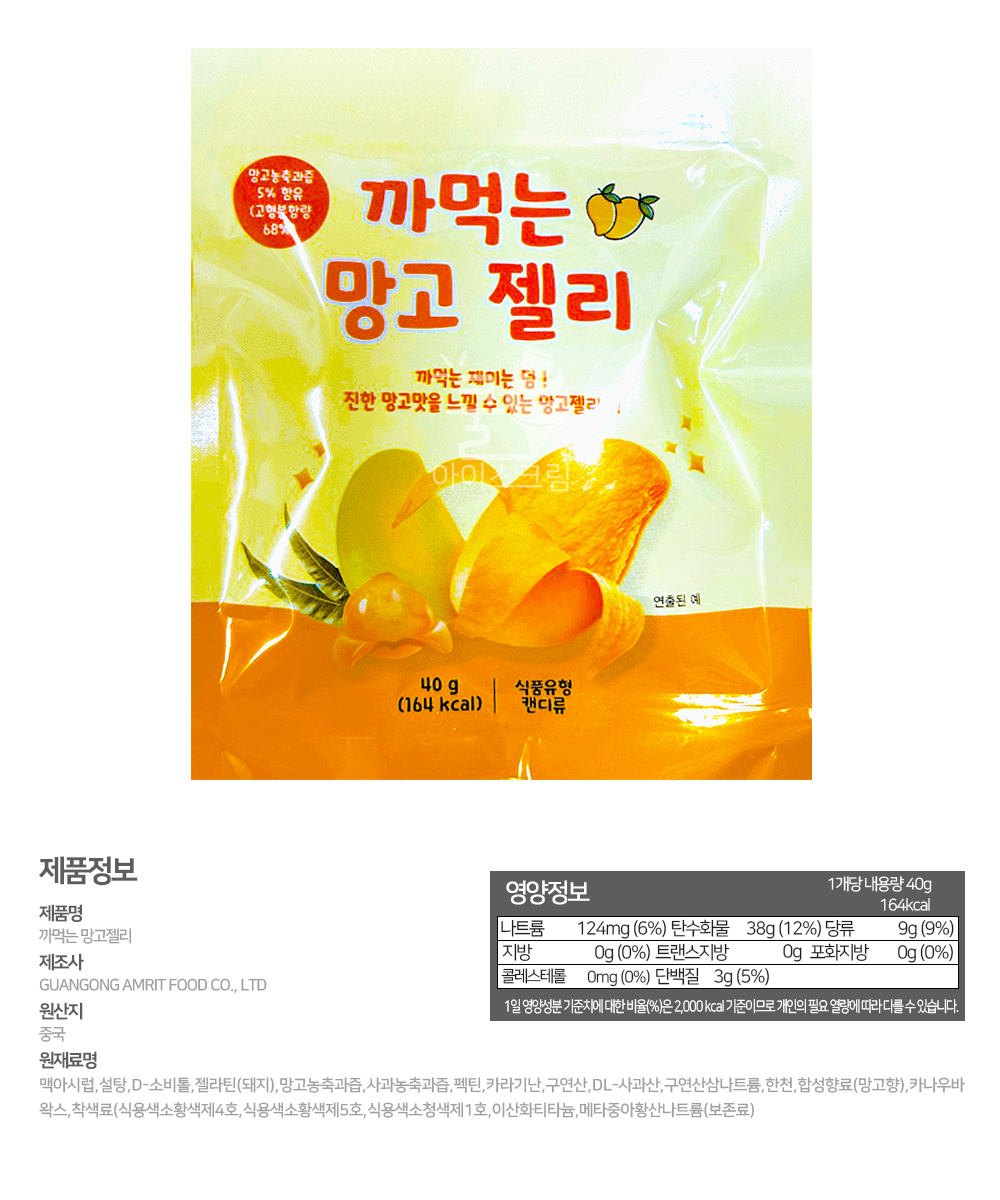 망고농축과즙
5% 함유
(고형분함량
68%)
까먹는
망고 젤리
까먹는 재미는 덤!
진한 망고맛을 느낄 수 있는 망고젤리
아이스크림
연출된 예
40 g
(164 kcal)
식품유형
캔디류
제품정보
제품명
까먹는 망고젤리
제조사
GUANGONG AMRIT FOOD CO., LTD
원산지
중국
원재료명
맥아시럽,설탕,D-소비톨,젤라틴(돼지),망고농축과즙,사과농축과즙,펙틴,카라기난,구연산,DL-사과산,구연산삼나트륨,한천,합성향료(망고향),카나우바
왁스,착색료(식용색소황색제4호,식용색소황색제5호,식용색소청색제1호,이산화티타늄,메타중아황산나트륨(보존료)
영양정보
1개당 내용량 40g
164kcal
나트륨 124mg (6%) 탄수화물 38g (12%) 당류 9g (9%)
지방 0g (0%) 트랜스지방 0g 포화지방 0g (0%)
콜레스테롤 0mg (0%) 단백질 3g (5%)
1일 영양성분 기준치에 대한 비율(%)은 2,000 kcal 기준이므로 개인의 필요 열량에 따라 다를 수 있습니다.